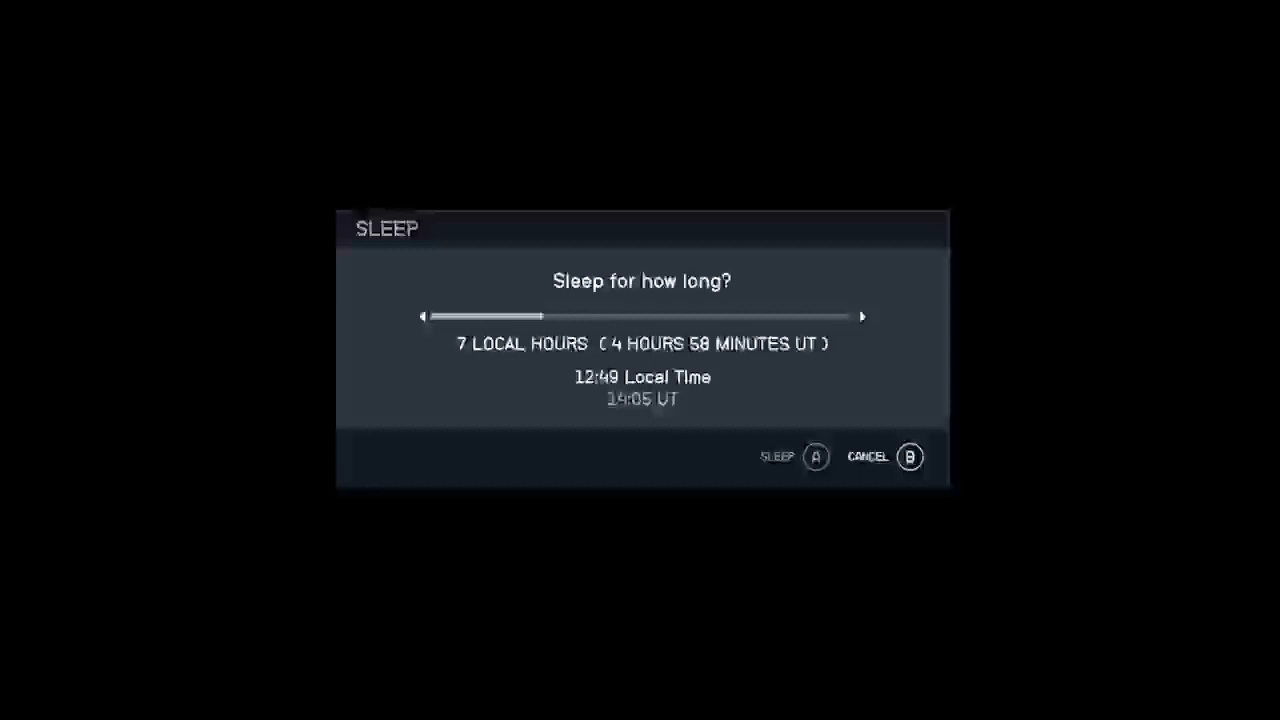 SLEEP
Sleep for how long?
7 LOCAL HOURS ( 4 HOURS 58 MINUTES UT )
12:49 Local Time
14:05 UT
SLEEP A CANCEL B